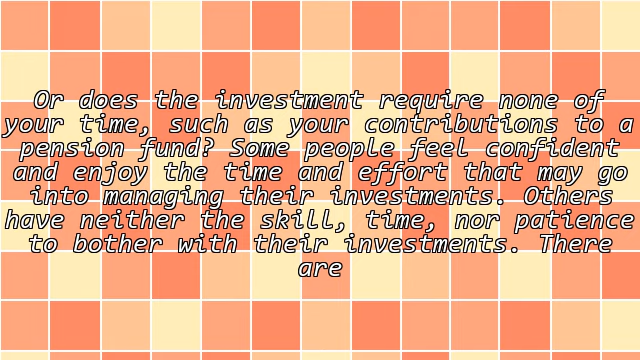 Or does the investment require none of
your time, such as your contributions to a
pension fund? Some people feel confident
and enjoy the time and effort that may go
into managing their investments. Others
have neither the skill, time, nor patience
to bother with their investments. There
are